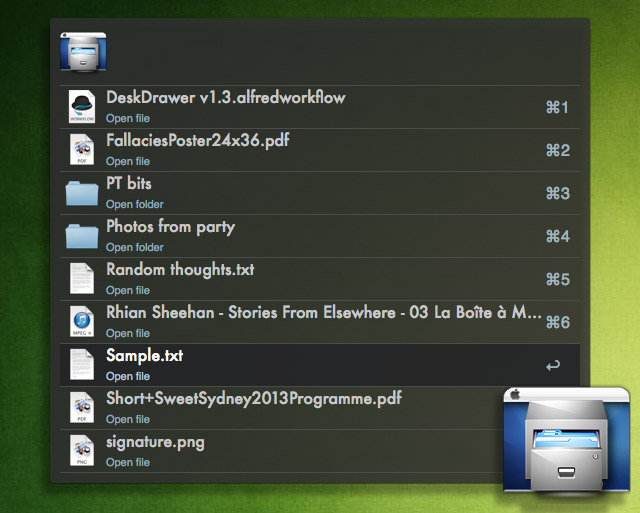 DeskDrawer v1.3.alfredworkflow
Open file
⌘1
WORKFLOW
FallaciesPoster24x36.pdf
Open file
⌘2
PDF
PT bits
Open folder
⌘3
Photos from party
Open folder
⌘4
Random thoughts.txt
Open file
⌘5
Rhian Sheehan - Stories From Elsewhere - 03 La Boîte à M...
Open file
⌘6
MPEG 4
Sample.txt
Open file
↩
Short+SweetSydney2013Programme.pdf
Open file
PDF
signature.png
Open file
PNG